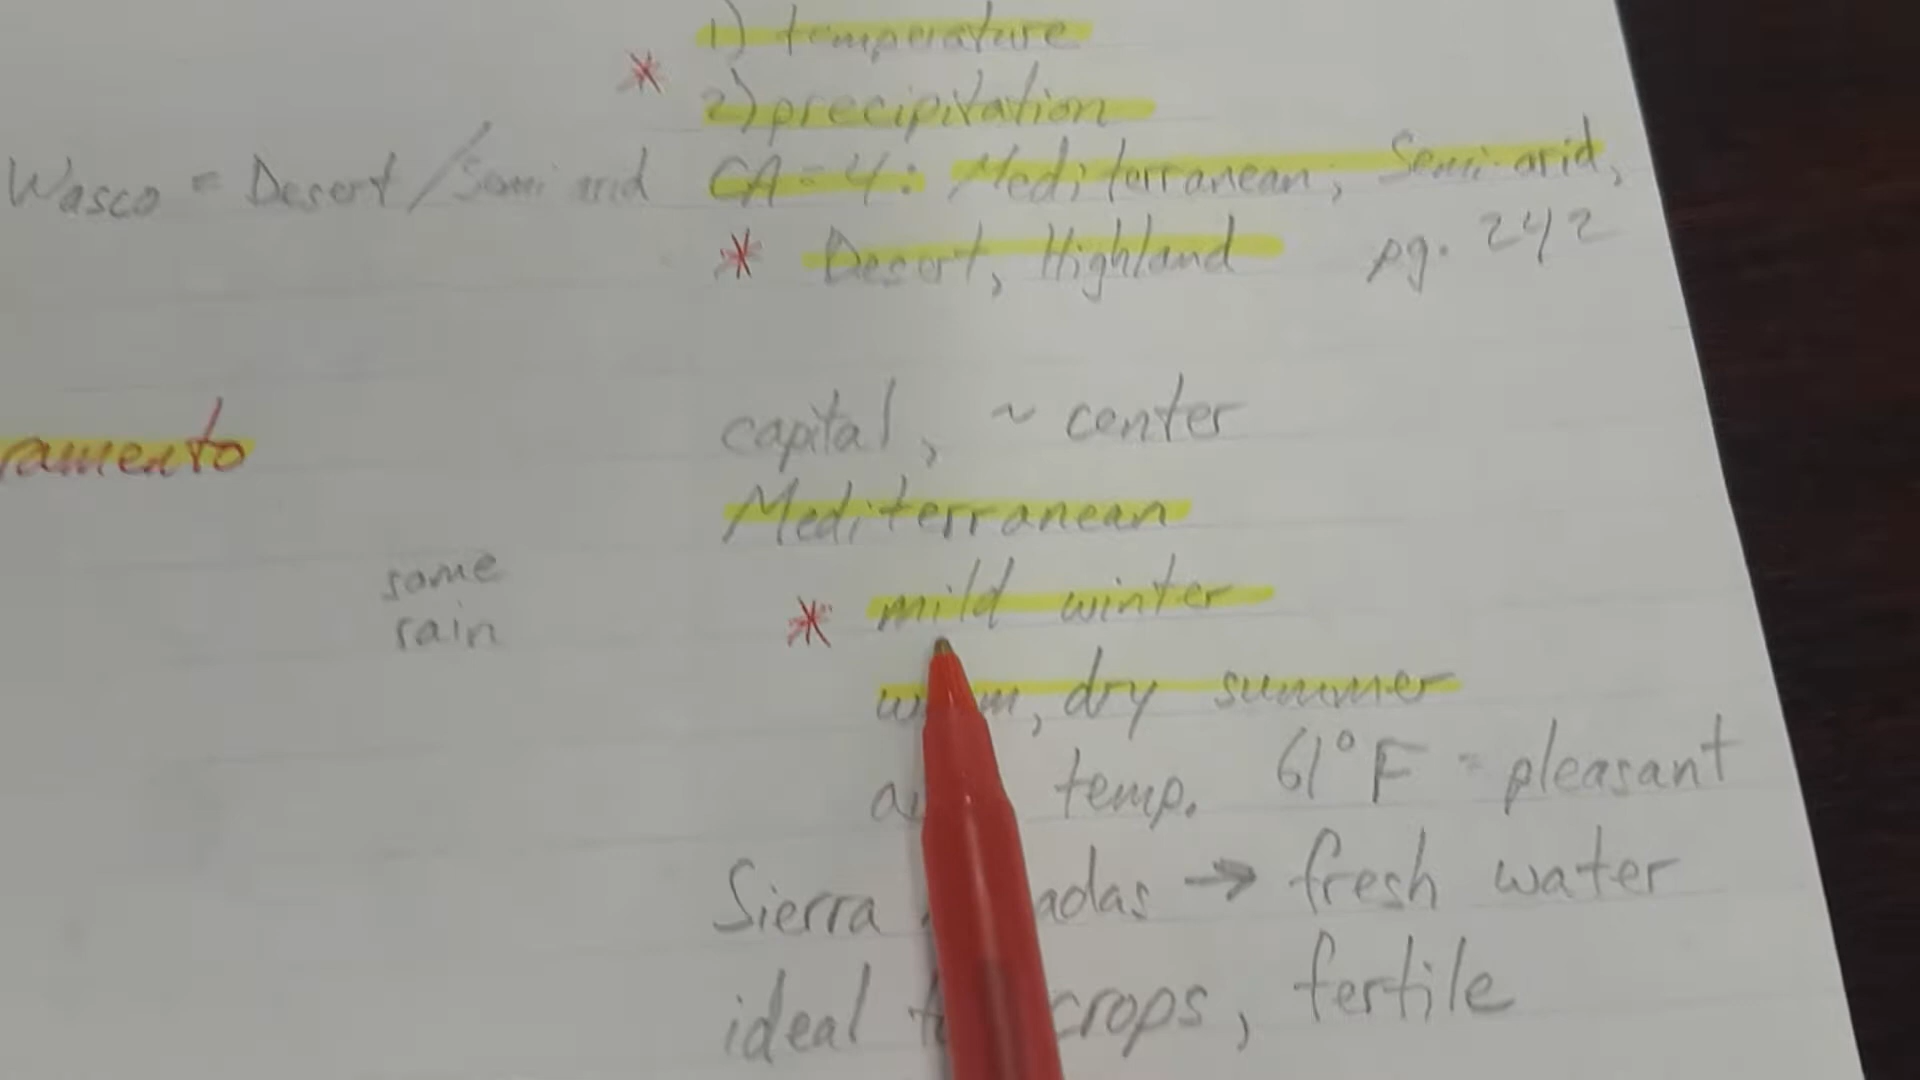 1) temperature
*
2) precipitation
Wasco = Desert/Semi arid CA = 4: Mediterranean, Semi-arid,
* Desert, Highland pg. 242
capital, ~ center
ramento
Mediterranean
some
rain
* mild winter
dry summer
temp. 61°F = pleasant
Sierra adas → fresh water
ideal crops, fertile